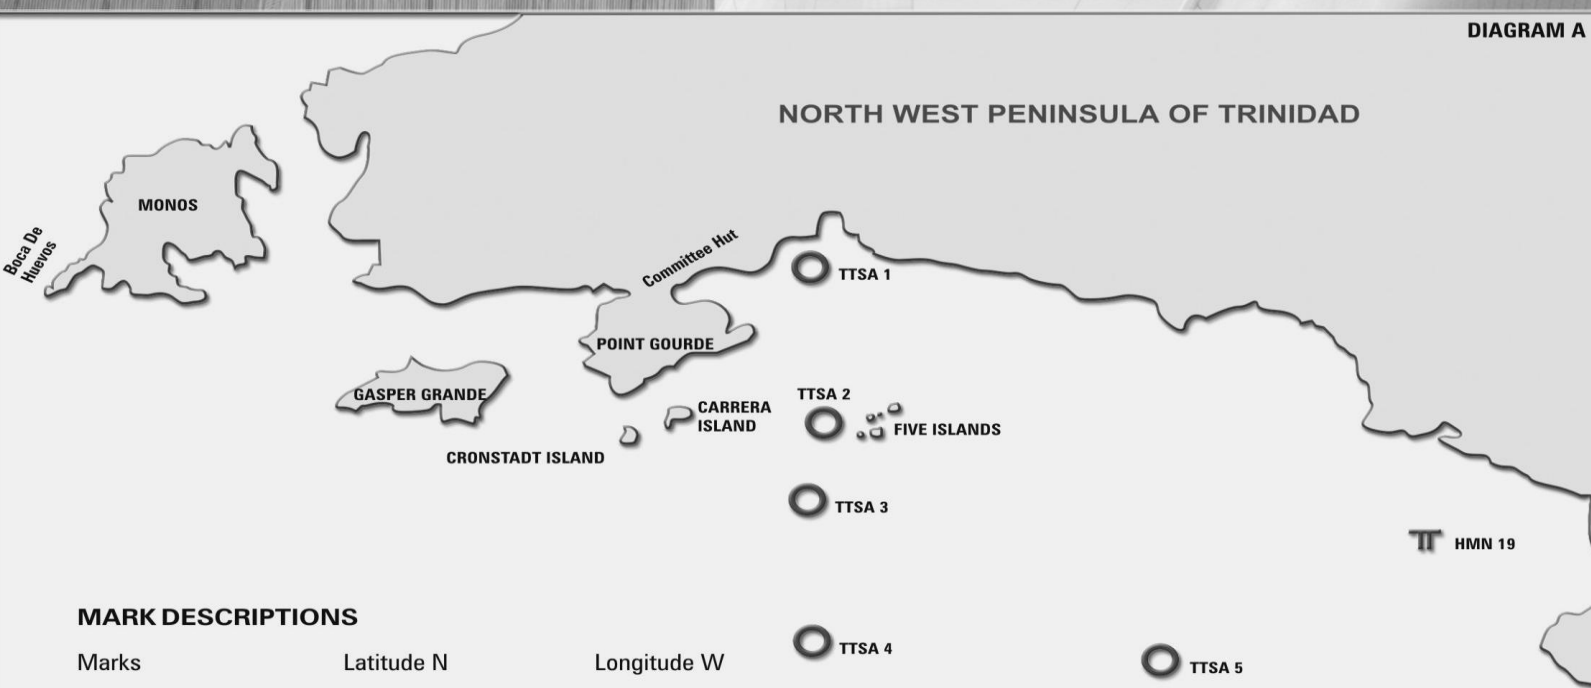 DIAGRAM A
NORTH WEST PENINSULA OF TRINIDAD
MONOS
Boca De
Huevos
Committee Hut
TTSA 1
POINT GOURDE
GASPER GRANDE
TTSA 2
CARRERA
ISLAND
FIVE ISLANDS
CRONSTADT ISLAND
TTSA 3
HMN 19
MARK DESCRIPTIONS
TTSA 4
Marks Latitude N Longitude W
TTSA 5